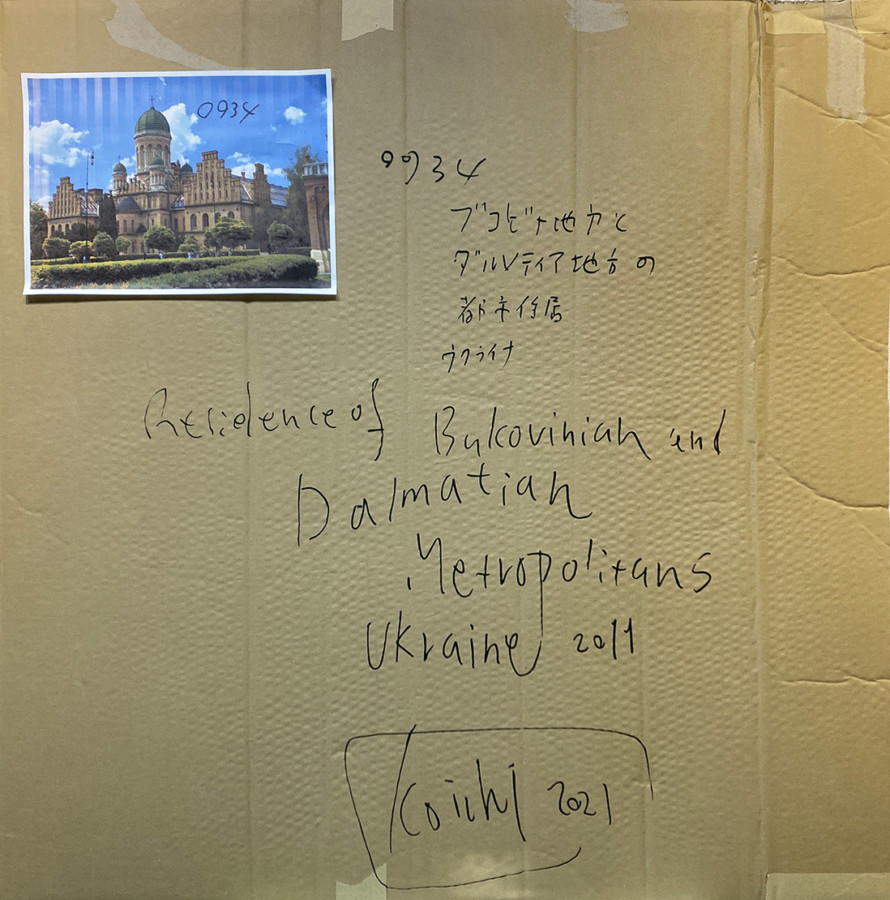 0934
0934
ブコビナ地方と
ダルマティア地方の
都市住居
ウクライナ
Residence of Bukovinian and
Dalmatian
Metropolitans
Ukraine 2011
Koichi 2021